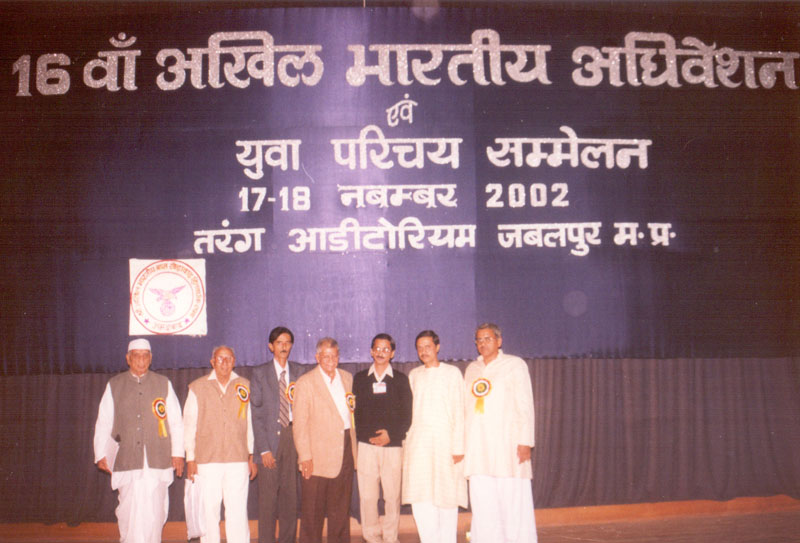 16 वाँ अखिल भारतीय अधिवेशन
एवं
युवा परिचय सम्मेलन
17-18 नबम्बर 2002
तरंग आडीटोरियम जबलपुर म॰ प्र॰